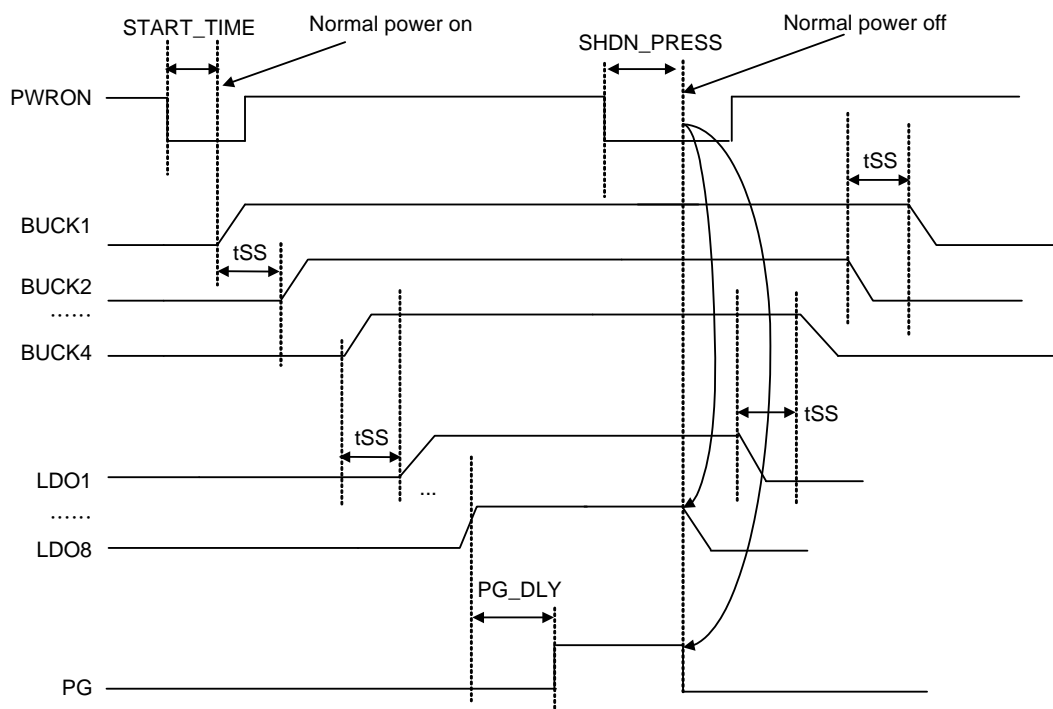 Normal power on
START_TIME
Normal power off
SHDN_PRESS
PWRON
tSS
BUCK1
tSS
BUCK2
......
BUCK4
tSS
tSS
LDO1
...
......
LDO8
PG_DLY
PG